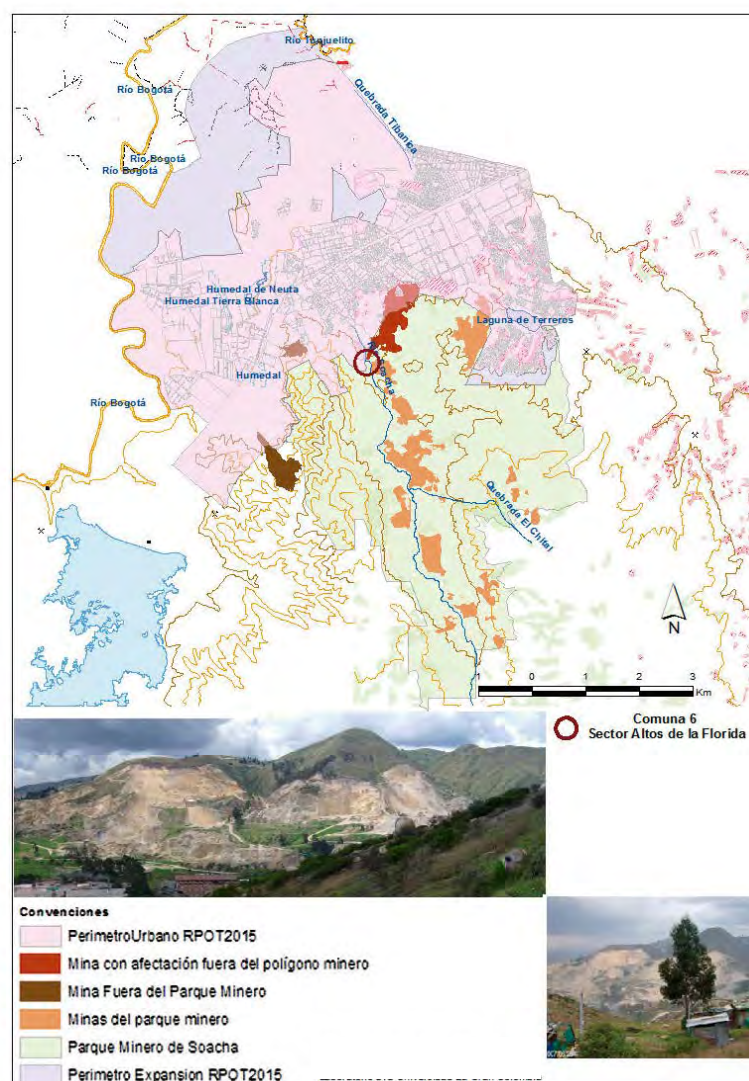 Río Tunjuelito
Río Bogotá
Quebrada Tibanica
Río Bogotá
Río Bogotá
Humedal de Neuta
Humedal Tierra Blanca
Laguna de Terreros
Humedal
Soacha
Río Bogotá
Quebrada El Chital
N
1 0 1 2 3
Km
Comuna 6
Sector Altos de la Florida
Convenciones
PerimetroUrbano RPOT2015
Mina con afectación fuera del polígono minero
Mina Fuera del Parque Minero
Minas del parque minero
Parque Minero de Soacha
Perimetro Expansion RPOT2015